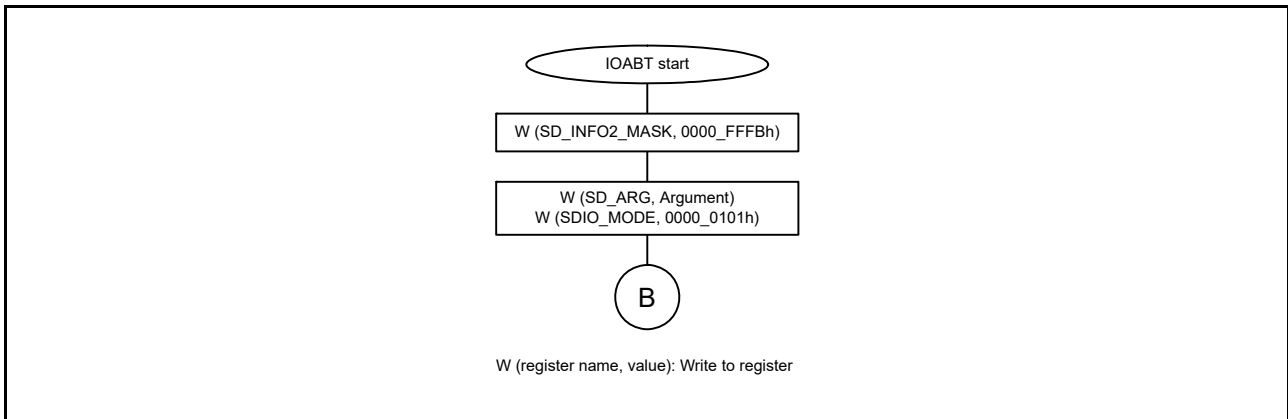 IOABT start
W (SD_INFO2_MASK, 0000_FFFBh)
W (SD_ARG, Argument)
W (SDIO_MODE, 0000_0101h)
B
W (register name, value): Write to register